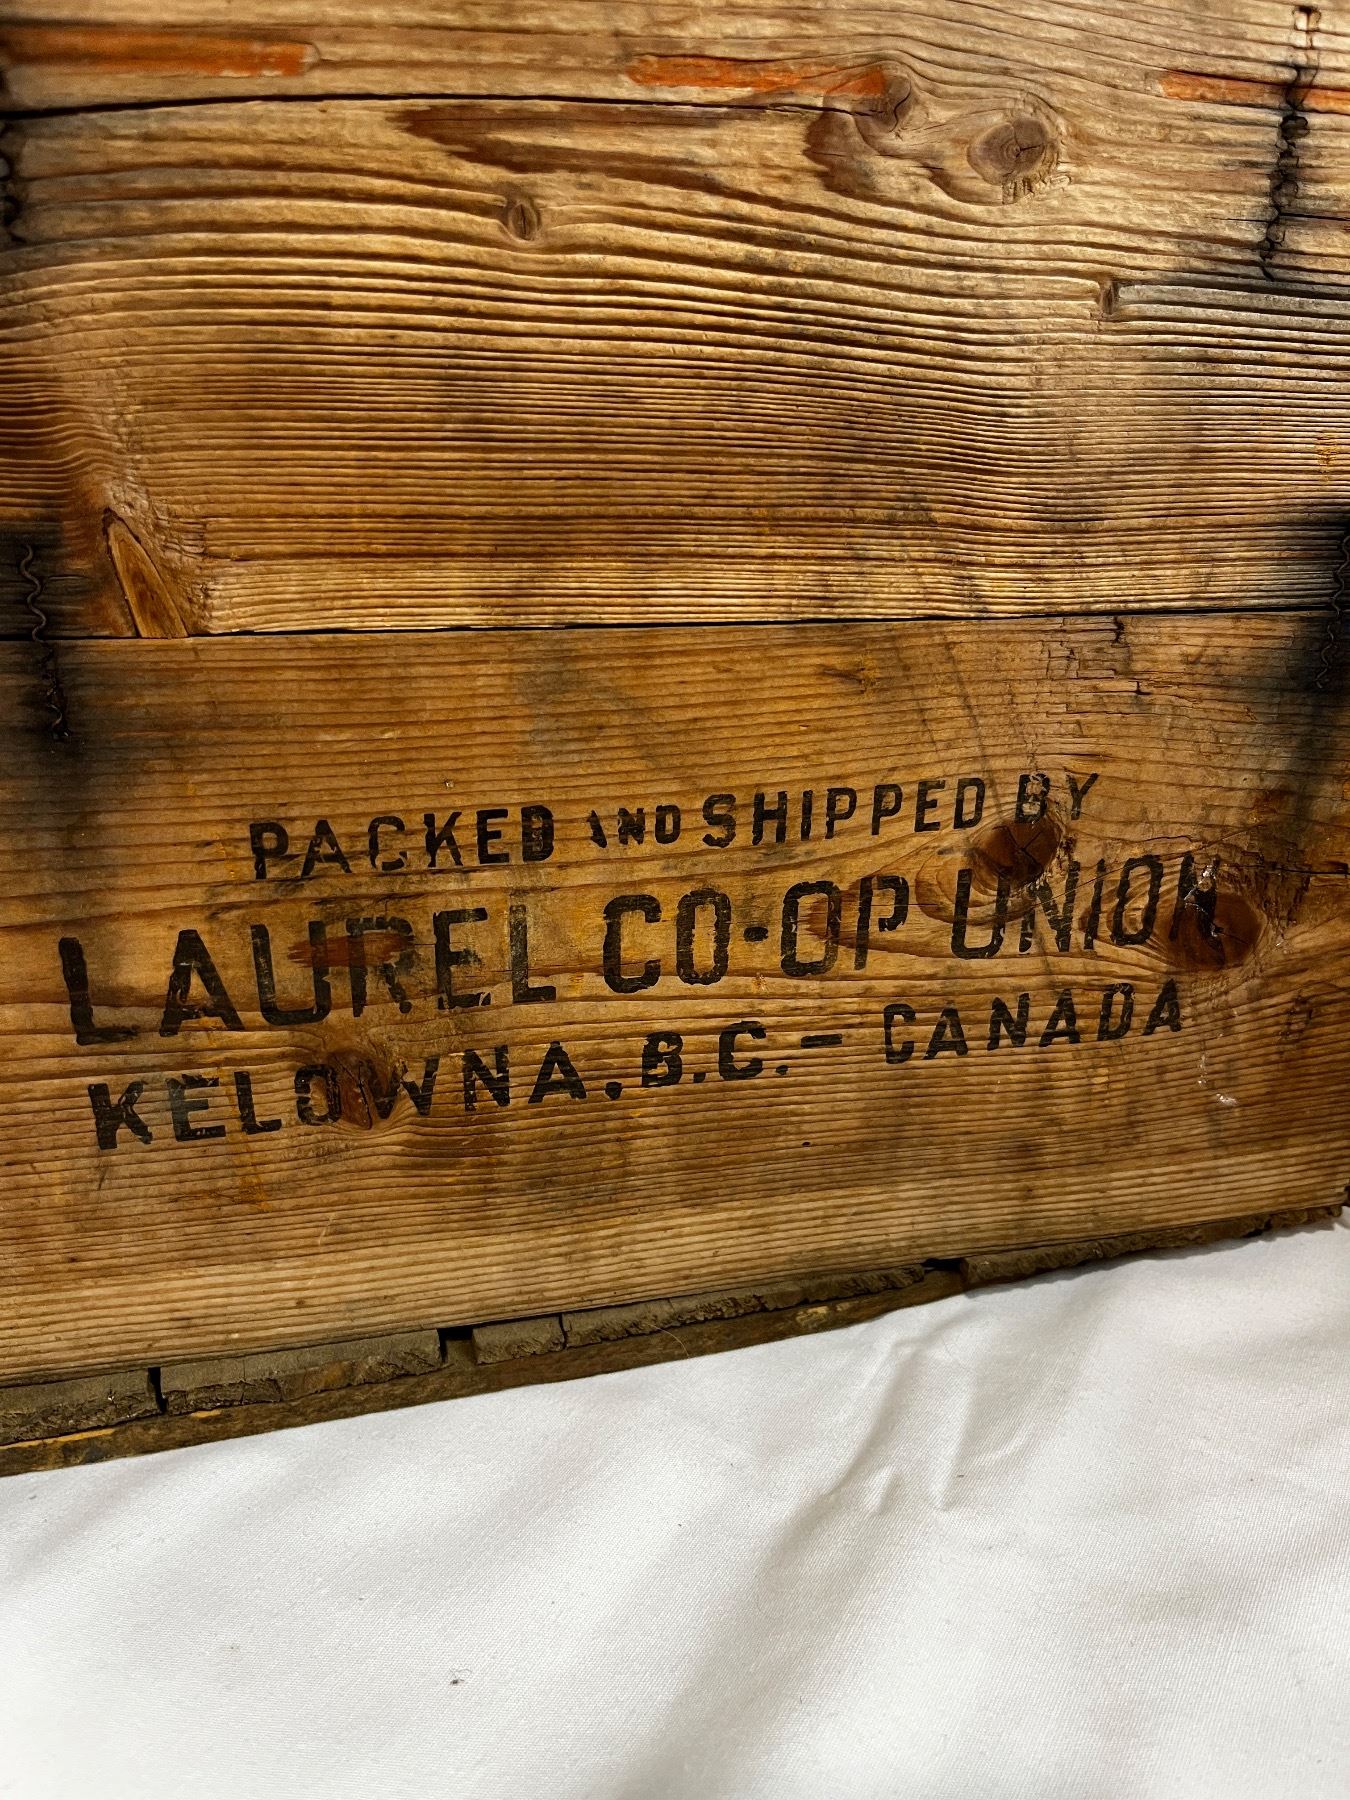 PACKED AND SHIPPED BY
LAUREL CO-OP UNION
KELOWNA, B.C. - CANADA